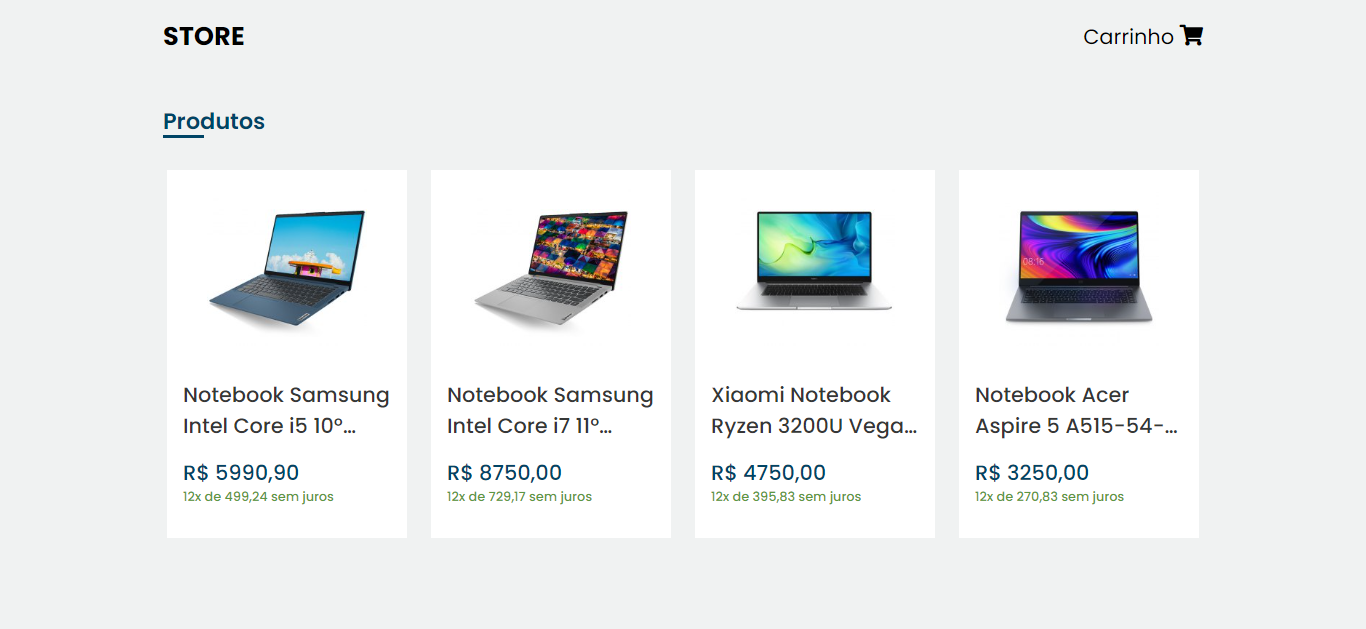 STORE
Carrinho
Produtos
Notebook Samsung
Intel Core i5 10º...
R$ 5990,90
12x de 499,24 sem juros
Notebook Samsung
Intel Core i7 11º...
R$ 8750,00
12x de 729,17 sem juros
Xiaomi Notebook
Ryzen 3200U Vega...
R$ 4750,00
12x de 395,83 sem juros
08:16
Notebook Acer
Aspire 5 A515-54-...
R$ 3250,00
12x de 270,83 sem juros